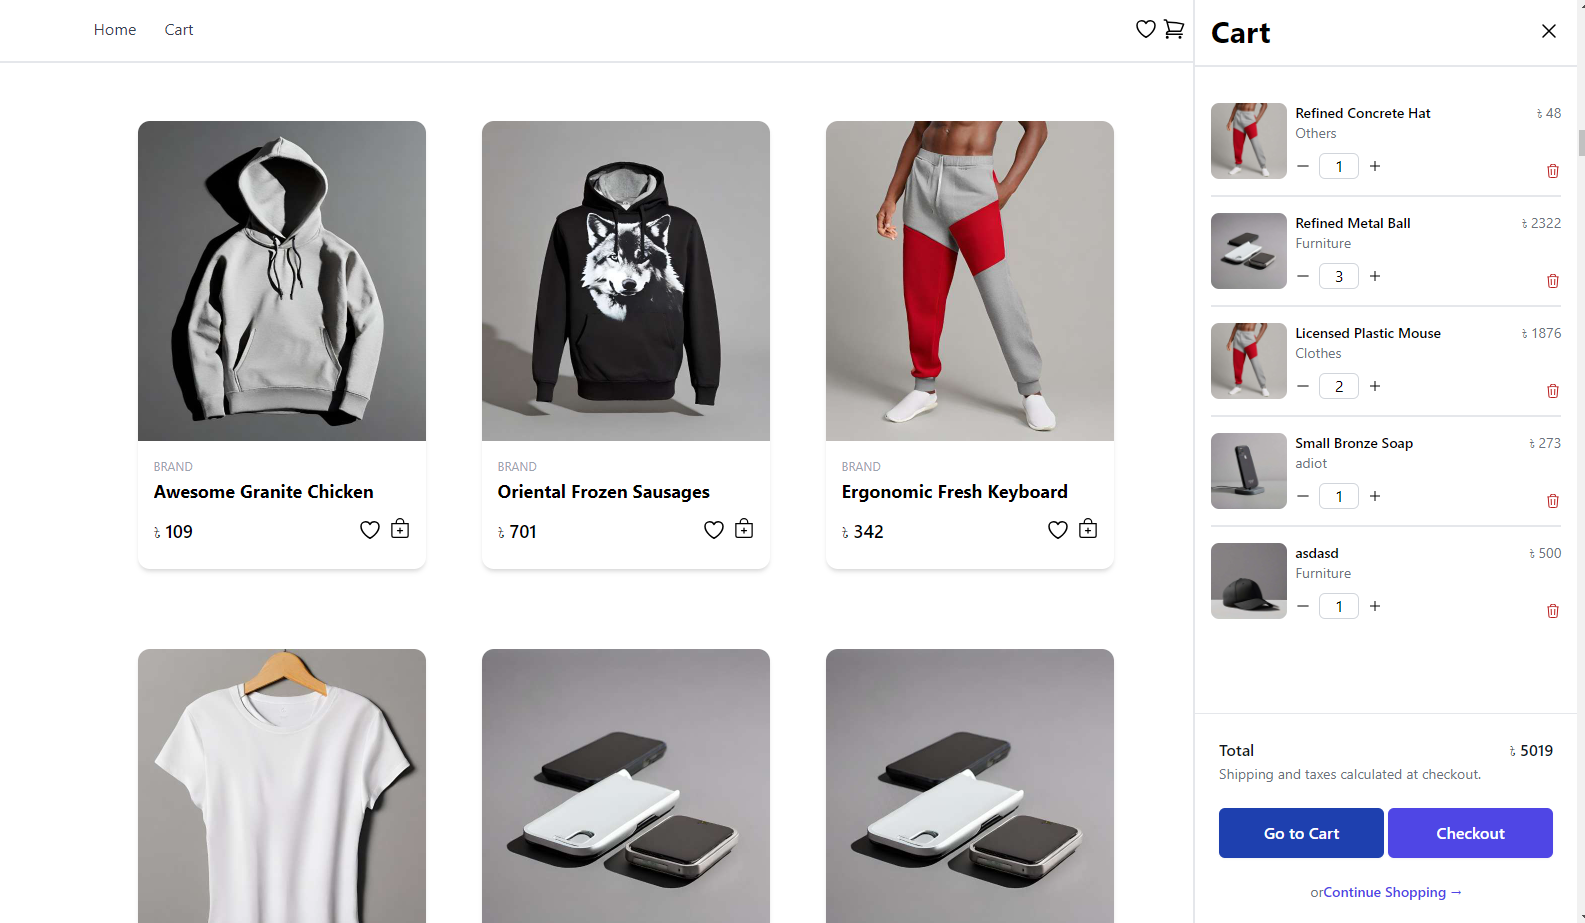 Home
Cart
BRAND
Awesome Granite Chicken
৳ 109
BRAND
Oriental Frozen Sausages
৳ 701
BRAND
Ergonomic Fresh Keyboard
৳ 342
Cart
Refined Concrete Hat
৳ 48
Others
1
Refined Metal Ball
৳ 2322
Furniture
3
Licensed Plastic Mouse
৳ 1876
Clothes
2
Small Bronze Soap
৳ 273
adiot
1
asdasd
৳ 500
Furniture
1
Total
৳ 5019
Shipping and taxes calculated at checkout.
Go to Cart
Checkout
orContinue Shopping →